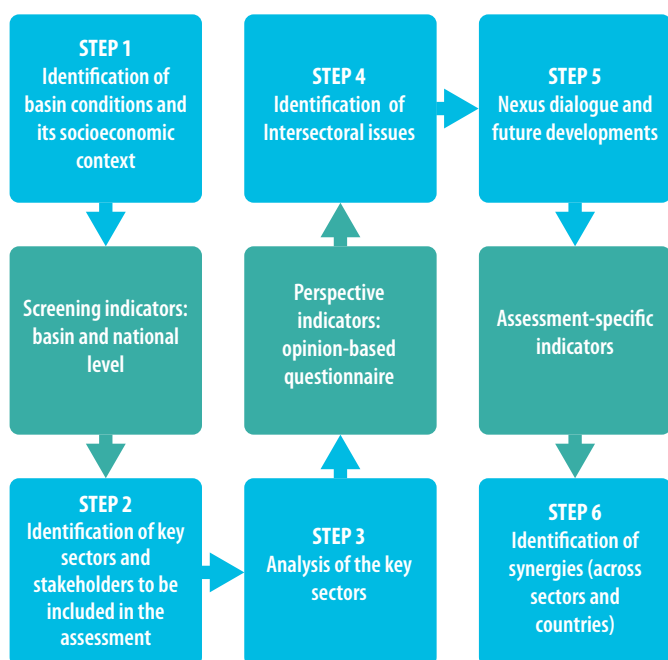 STEP 1
Identification of
basin conditions and
its socioeconomic
context
Screening indicators:
basin and national
level
STEP 2
Identification of key
sectors and
stakeholders to be
included in the
assessment
STEP 3
Analysis of the key
sectors
Perspective
indicators:
opinion-based
questionnaire
STEP 4
Identification of
Intersectoral issues
STEP 5
Nexus dialogue and
future developments
Assessment-specific
indicators
STEP 6
Identification of
synergies (across
sectors and
countries)